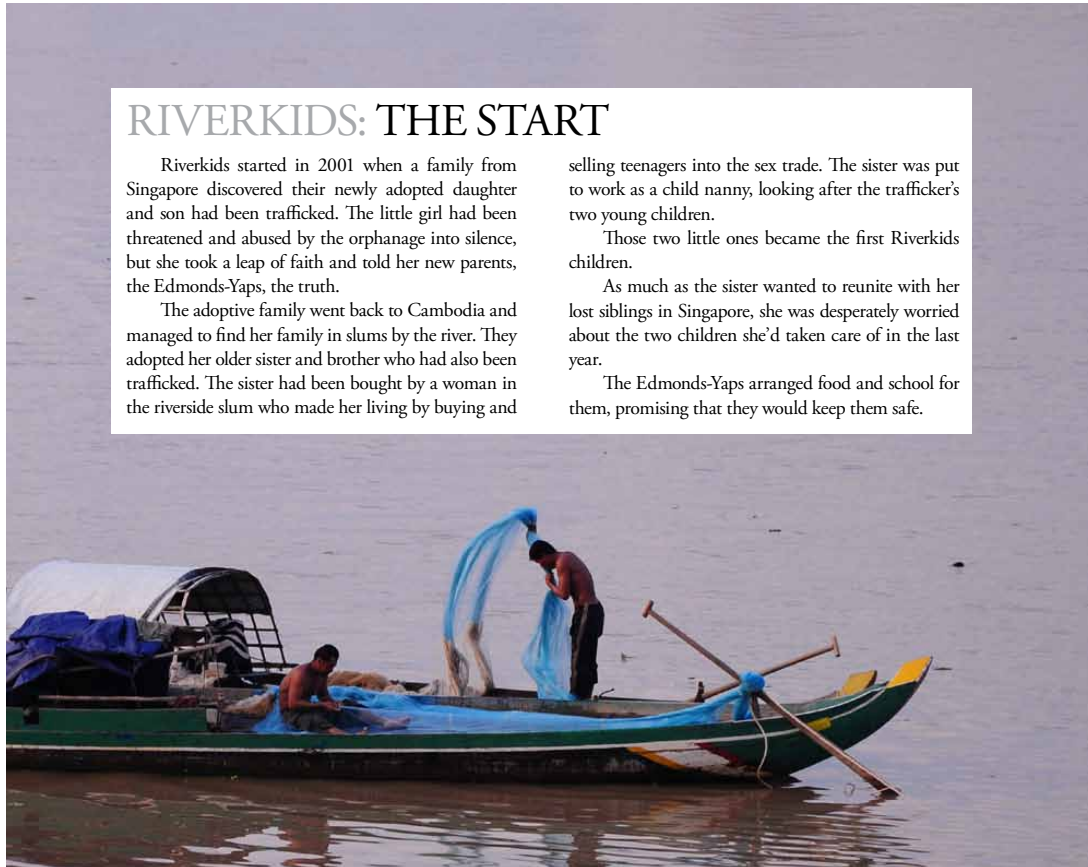 RIVERKIDS: THE START
Riverkids started in 2001 when a family from
Singapore discovered their newly adopted daughter
and son had been trafficked. The little girl had been
threatened and abused by the orphanage into silence,
but she took a leap of faith and told her new parents,
the Edmonds-Yaps, the truth.
The adoptive family went back to Cambodia and
managed to find her family in slums by the river. They
adopted her older sister and brother who had also been
trafficked. The sister had been bought by a woman in
the riverside slum who made her living by buying and
selling teenagers into the sex trade. The sister was put
to work as a child nanny, looking after the trafficker’s
two young children.
Those two little ones became the first Riverkids
children.
As much as the sister wanted to reunite with her
lost siblings in Singapore, she was desperately worried
about the two children she’d taken care of in the last
year.
The Edmonds-Yaps arranged food and school for
them, promising that they would keep them safe.